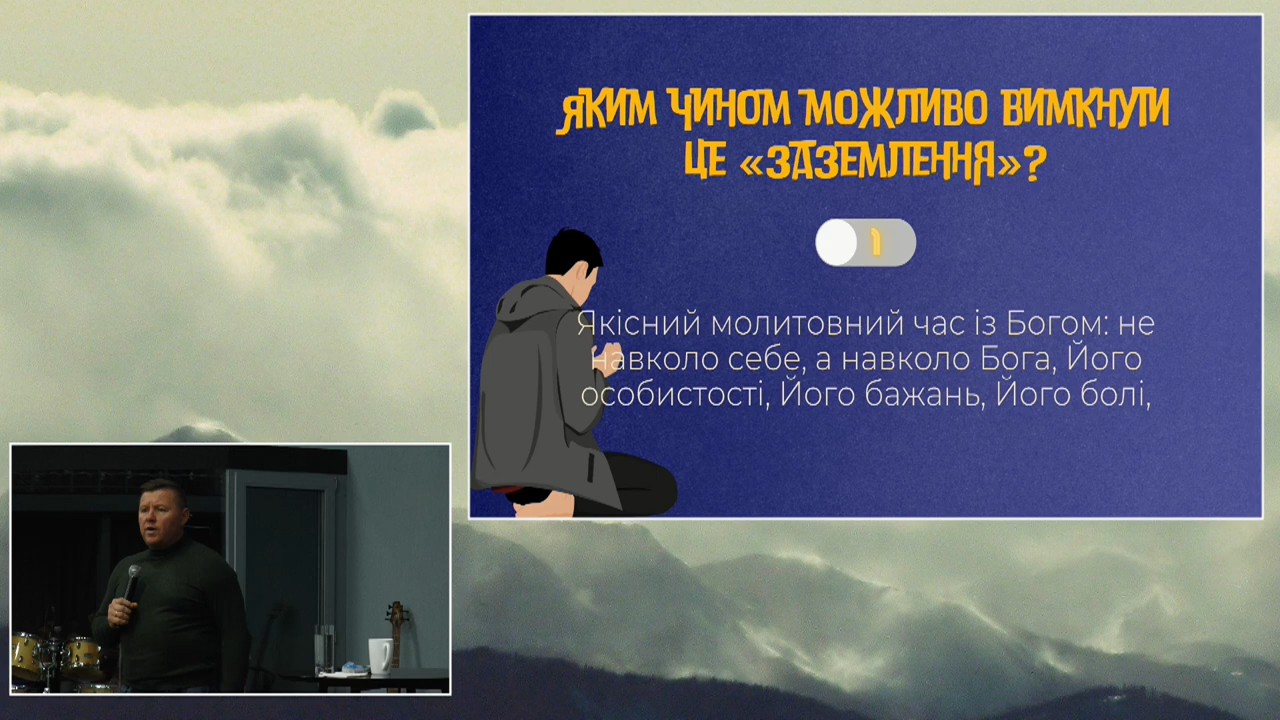 ЯКИМ ЧИНОМ МОЖЛИВО ВИМКНУТИ
ЦЕ «ЗАЗЕМЛЕННЯ»?
1
Якісний молитовний час із Богом: не
навколо себе, а навколо Бога, Його
особистості, Його бажань, Його болі,